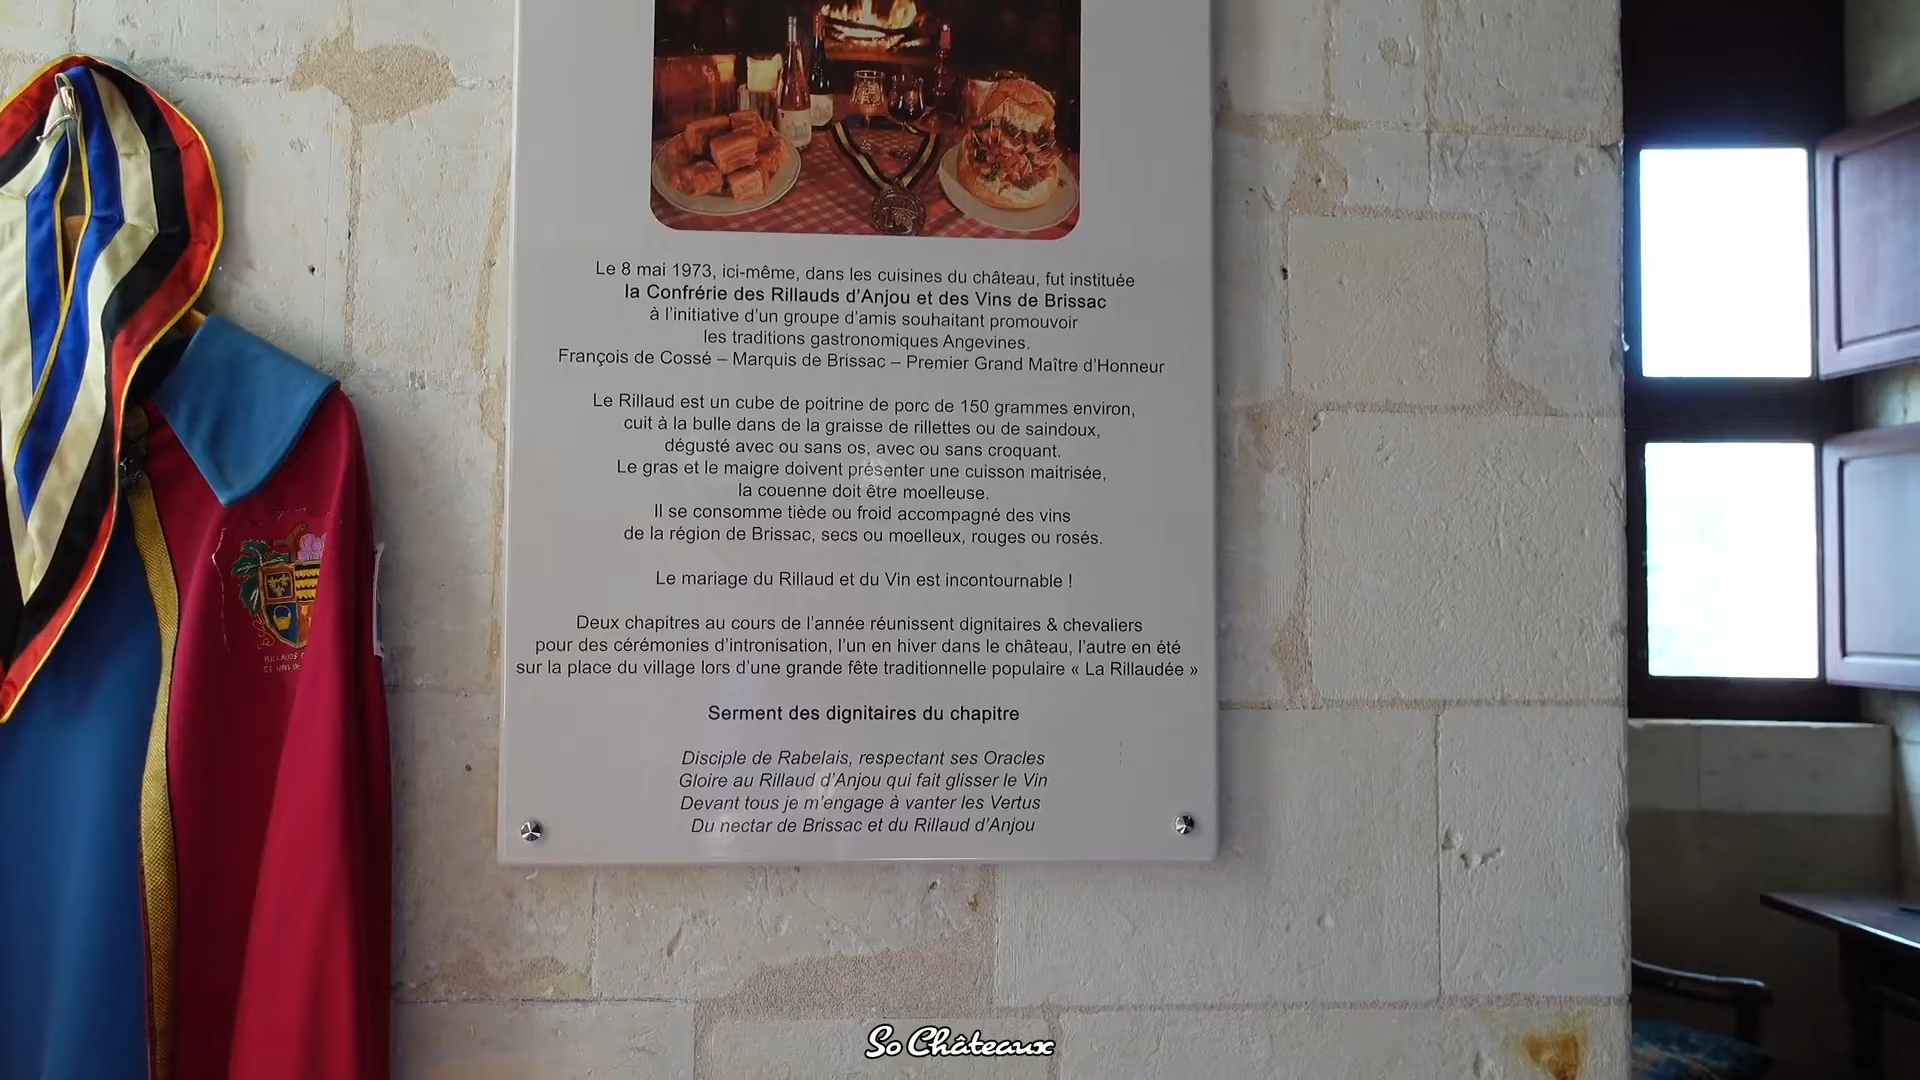 Le 8 mai 1973, ici-même, dans les cuisines du château, fut instituée
la Confrérie des Rillauds d'Anjou et des Vins de Brissac
à l'initiative d'un groupe d'amis souhaitant promouvoir
les traditions gastronomiques Angevines.
François de Cossé – Marquis de Brissac – Premier Grand Maître d'Honneur
Le Rillaud est un cube de poitrine de porc de 150 grammes environ,
cuit à la bulle dans de la graisse de rillettes ou de saindoux,
dégusté avec ou sans os, avec ou sans croquant.
Le gras et le maigre doivent présenter une cuisson maitrisée,
la couenne doit être moelleuse.
Il se consomme tiède ou froid accompagné des vins
de la région de Brissac, secs ou moelleux, rouges ou rosés.
Le mariage du Rillaud et du Vin est incontournable !
Deux chapitres au cours de l'année réunissent dignitaires & chevaliers
pour des cérémonies d'intronisation, l'un en hiver dans le château, l'autre en été
sur la place du village lors d'une grande fête traditionnelle populaire « La Rillaudée »
Serment des dignitaires du chapitre
Disciple de Rabelais, respectant ses Oracles
Gloire au Rillaud d'Anjou qui fait glisser le Vin
Devant tous je m'engage à vanter les Vertus
Du nectar de Brissac et du Rillaud d'Anjou
RILLAUDS
ET VINS DE
So Châteaux